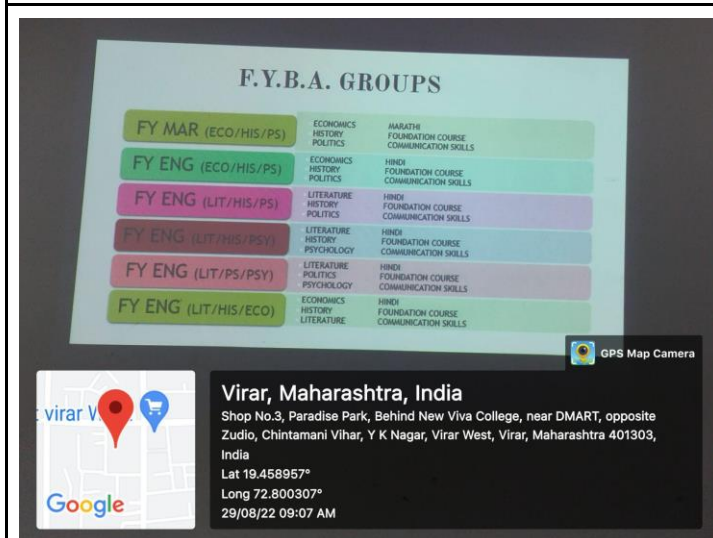 F.Y.B.A. GROUPS
FY MAR (ECO/HIS/PS)
ECONOMICS
HISTORY
POLITICS
MARATHI
FOUNDATION COURSE
COMMUNICATION SKILLS
FY ENG (ECO/HIS/PS)
ECONOMICS
HISTORY
POLITICS
HINDI
FOUNDATION COURSE
COMMUNICATION SKILLS
FY ENG (LIT/HIS/PS)
LITERATURE
HISTORY
POLITICS
HINDI
FOUNDATION COURSE
COMMUNICATION SKILLS
FY ENG (LIT/HIS/PSY)
LITERATURE
HISTORY
PSYCHOLOGY
HINDI
FOUNDATION COURSE
COMMUNICATION SKILLS
FY ENG (LIT/PS/PSY)
LITERATURE
POLITICS
PSYCHOLOGY
HINDI
FOUNDATION COURSE
COMMUNICATION SKILLS
FY ENG (LIT/HIS/ECO)
ECONOMICS
HISTORY
LITERATURE
HINDI
FOUNDATION COURSE
COMMUNICATION SKILLS
GPS Map Camera
virar
Google
Virar, Maharashtra, India
Shop No.3, Paradise Park, Behind New Viva College, near DMART, opposite
Zudio, Chintamani Vihar, Y K Nagar, Virar West, Virar, Maharashtra 401303,
India
Lat 19.458957°
Long 72.800307°
29/08/22 09:07 AM